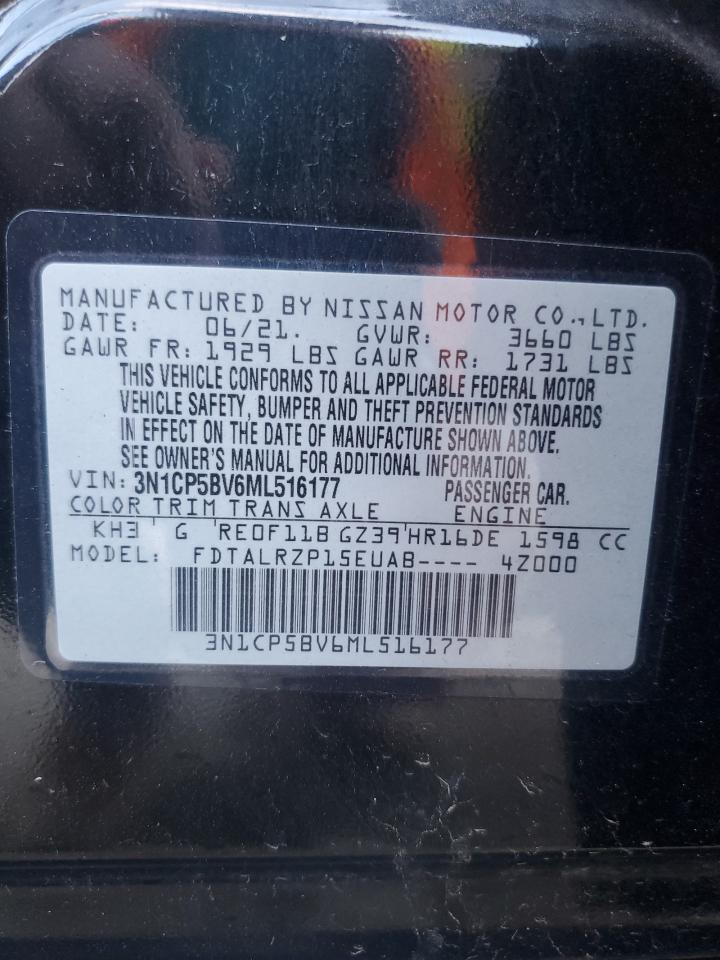 MANUFACTURED BY NISSAN MOTOR CO.,LTD.
DATE: 06/21. GVWR: 3660 LBS
GAWR FR: 1929 LBS GAWR RR: 1731 LBS
THIS VEHICLE CONFORMS TO ALL APPLICABLE FEDERAL MOTOR
VEHICLE SAFETY, BUMPER AND THEFT PREVENTION STANDARDS
IN EFFECT ON THE DATE OF MANUFACTURE SHOWN ABOVE.
SEE OWNER'S MANUAL FOR ADDITIONAL INFORMATION.
VIN: 3N1CP5BV6ML516177 PASSENGER CAR.
COLOR TRIM TRANS AXLE ENGINE
KH3 G RE0F11B GZ39 HR16DE 1598 CC
MODEL: FDTALRZP15EUAB---- 4Z000
3N1CP5BV6ML516177